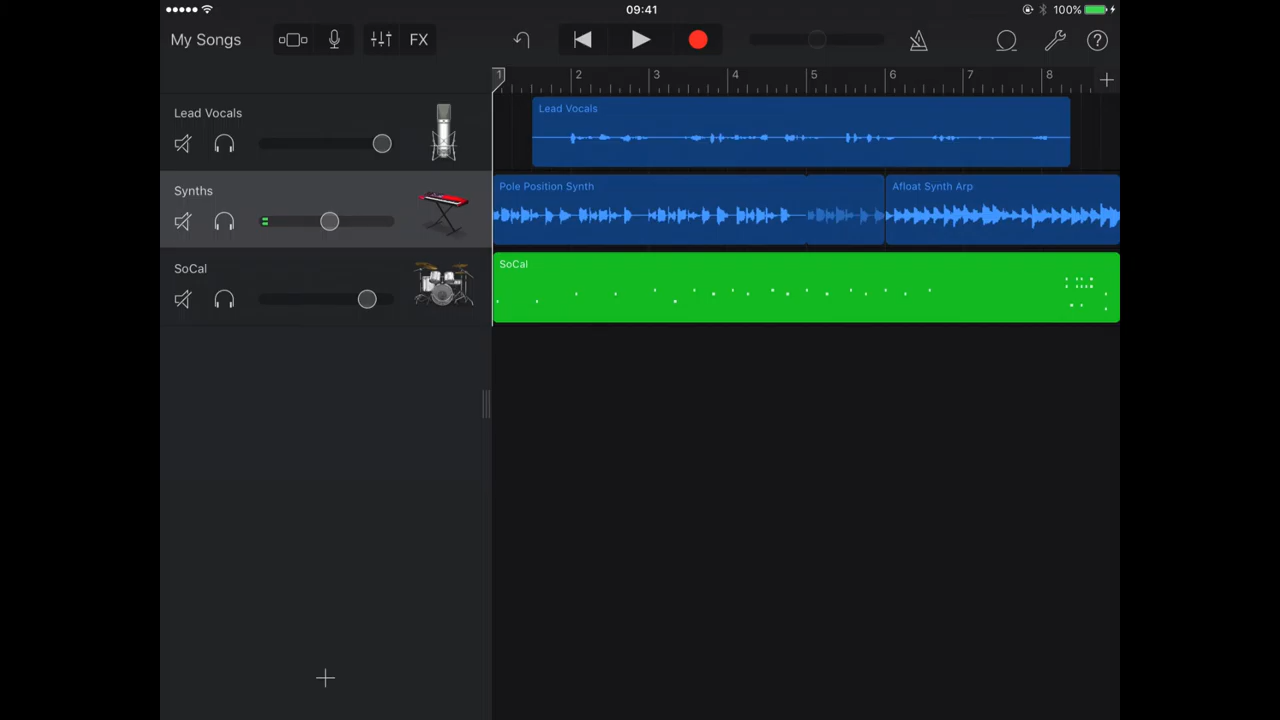 09:41
100%
My Songs
FX
1 2 3 4 5 6 7 8
Lead Vocals
Lead Vocals
Synths
Pole Position Synth
Afloat Synth Arp
SoCal
SoCal